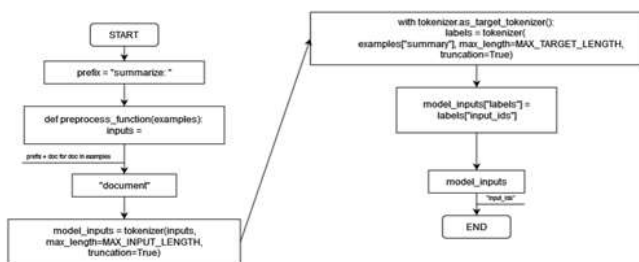 START
prefix = "summarize: "
def preprocess_function(examples):
inputs =
prefix + doc for doc in examples
"document"
model_inputs = tokenizer(inputs,
max_length=MAX_INPUT_LENGTH,
truncation=True)
with tokenizer.as_target_tokenizer():
labels = tokenizer(
examples["summary"], max_length=MAX_TARGET_LENGTH,
truncation=True)
model_inputs["labels"] =
labels["input_ids"]
model_inputs
"input_ids"
END